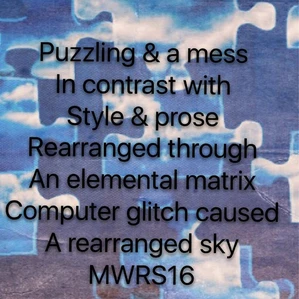 Puzzling & a mess
In contrast with
Style & prose
Rearranged through
An elemental matrix
Computer glitch caused
A rearranged sky
MWRS16